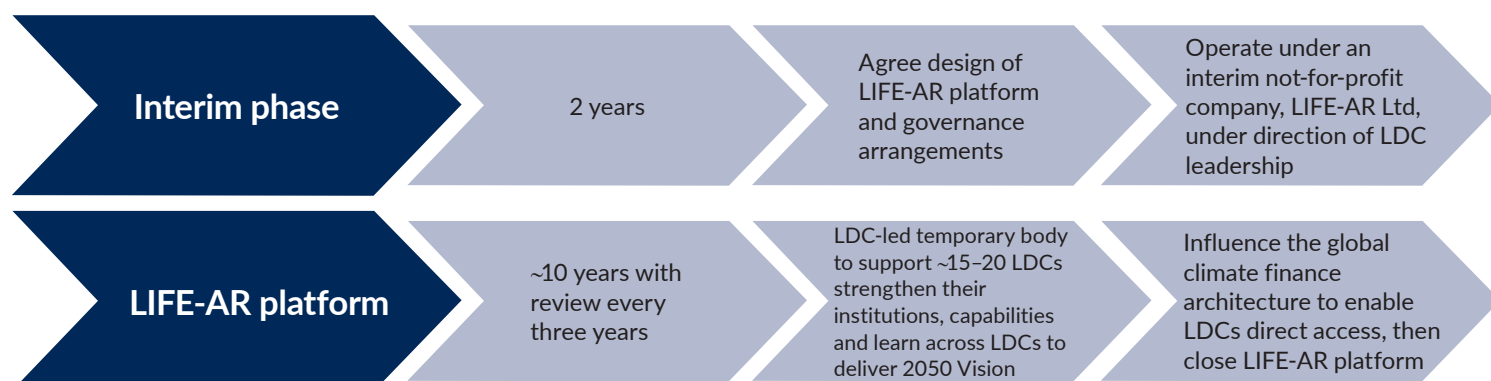 Interim phase
2 years
Agree design of
LIFE-AR platform
and governance
arrangements
Operate under an
interim not-for-profit
company, LIFE-AR Ltd,
under direction of LDC
leadership
LIFE-AR platform
~10 years with
review every
three years
LDC-led temporary body
to support ~15–20 LDCs
strengthen their
institutions, capabilities
and learn across LDCs to
deliver 2050 Vision
Influence the global
climate finance
architecture to enable
LDCs direct access, then
close LIFE-AR platform